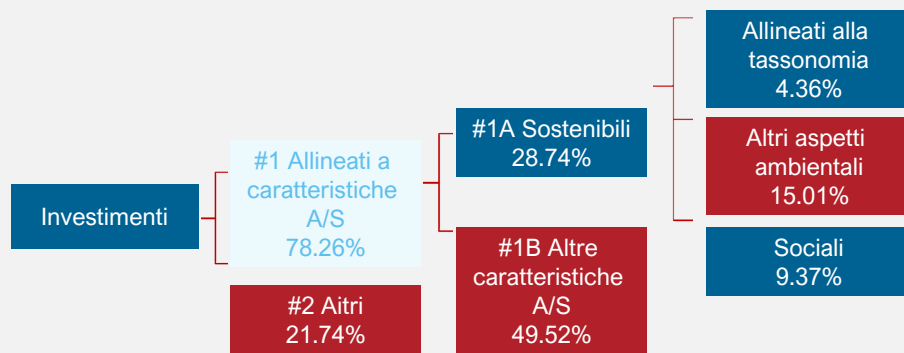 Investimenti
#1 Allineati a
caratteristiche
A/S
78.26%
#2 Aitri
21.74%
#1A Sostenibili
28.74%
#1B Altre
caratteristiche
A/S
49.52%
Allineati alla
tassonomia
4.36%
Altri aspetti
ambientali
15.01%
Sociali
9.37%